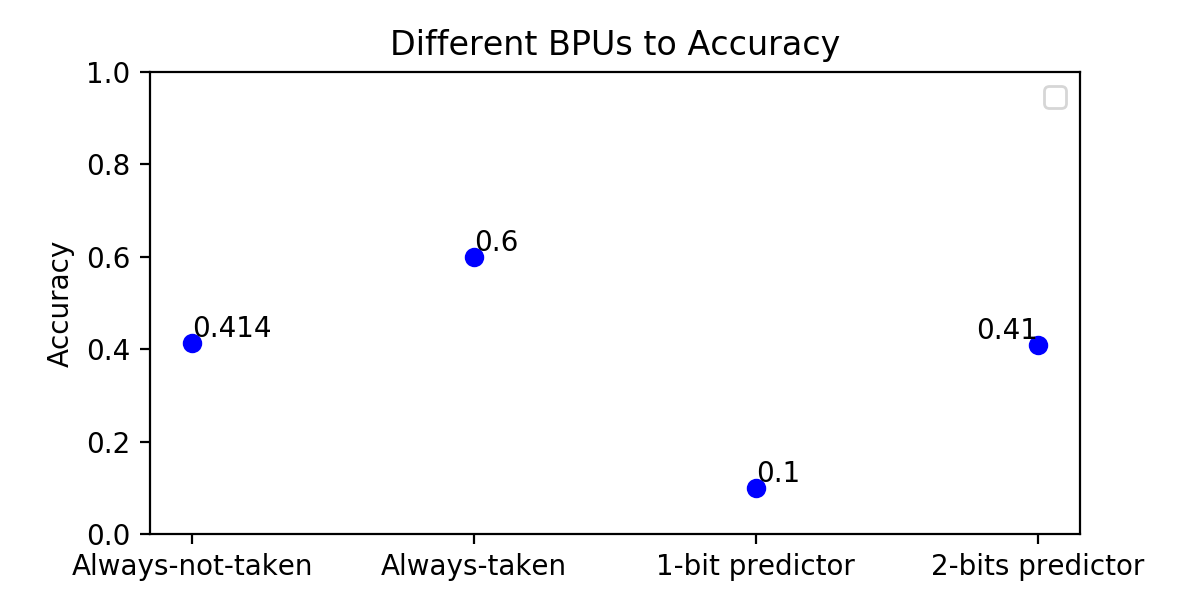 Different BPUs to Accuracy
1.0
0.8
0.6
0.4
0.2
0.0
Accuracy
0.414
0.6
0.1
0.41
Always-not-taken
Always-taken
1-bit predictor
2-bits predictor